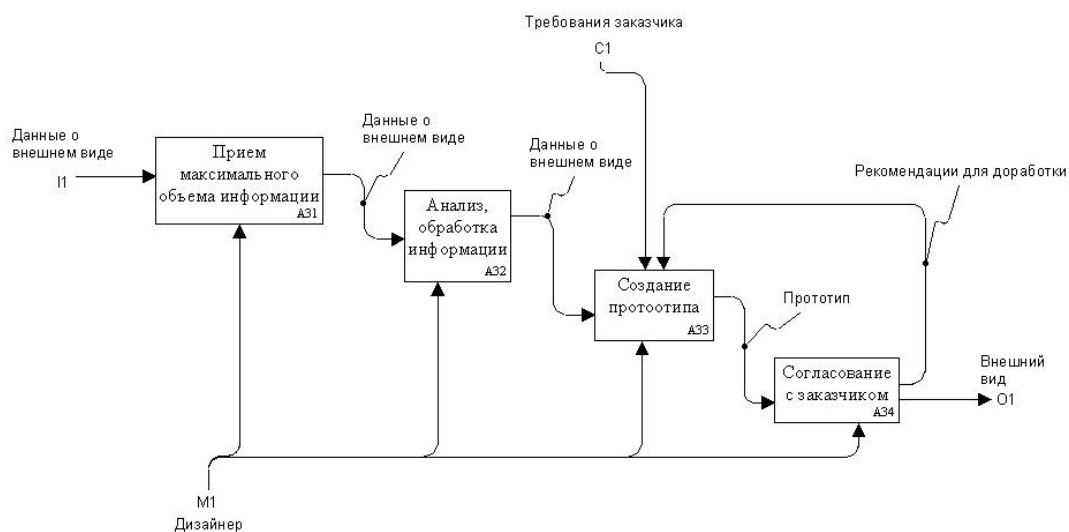 Требования заказчика
C1
Данные о
внешнем виде
I1
Прием
максимального
объема информации
A31
Данные о
внешнем виде
Анализ,
обработка
информации
A32
Данные о
внешнем виде
Создание
протоотипа
A33
Рекомендации для доработки
Прототип
Согласование
с заказчиком
A34
Внешний
вид
O1
M1
Дизайнер